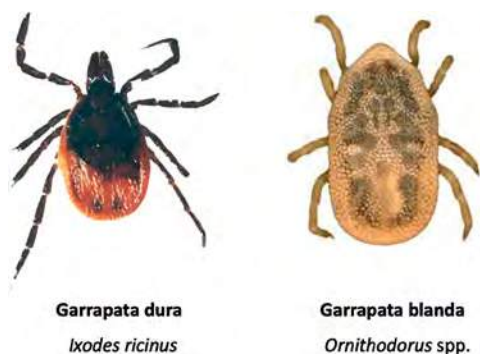 Garrapata dura
Ixodes ricinus
Garrapata blanda
Ornithodorus spp.